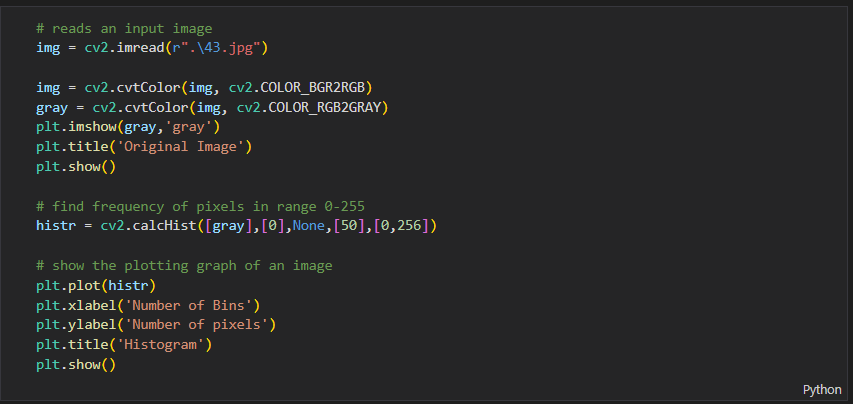 # reads an input image
img = cv2.imread(r".\43.jpg")
img = cv2.cvtColor(img, cv2.COLOR_BGR2RGB)
gray = cv2.cvtColor(img, cv2.COLOR_RGB2GRAY)
plt.imshow(gray,'gray')
plt.title('Original Image')
plt.show()
# find frequency of pixels in range 0-255
histr = cv2.calcHist([gray],[0],None,[50],[0,256])
# show the plotting graph of an image
plt.plot(histr)
plt.xlabel('Number of Bins')
plt.ylabel('Number of pixels')
plt.title('Histogram')
plt.show()
Python